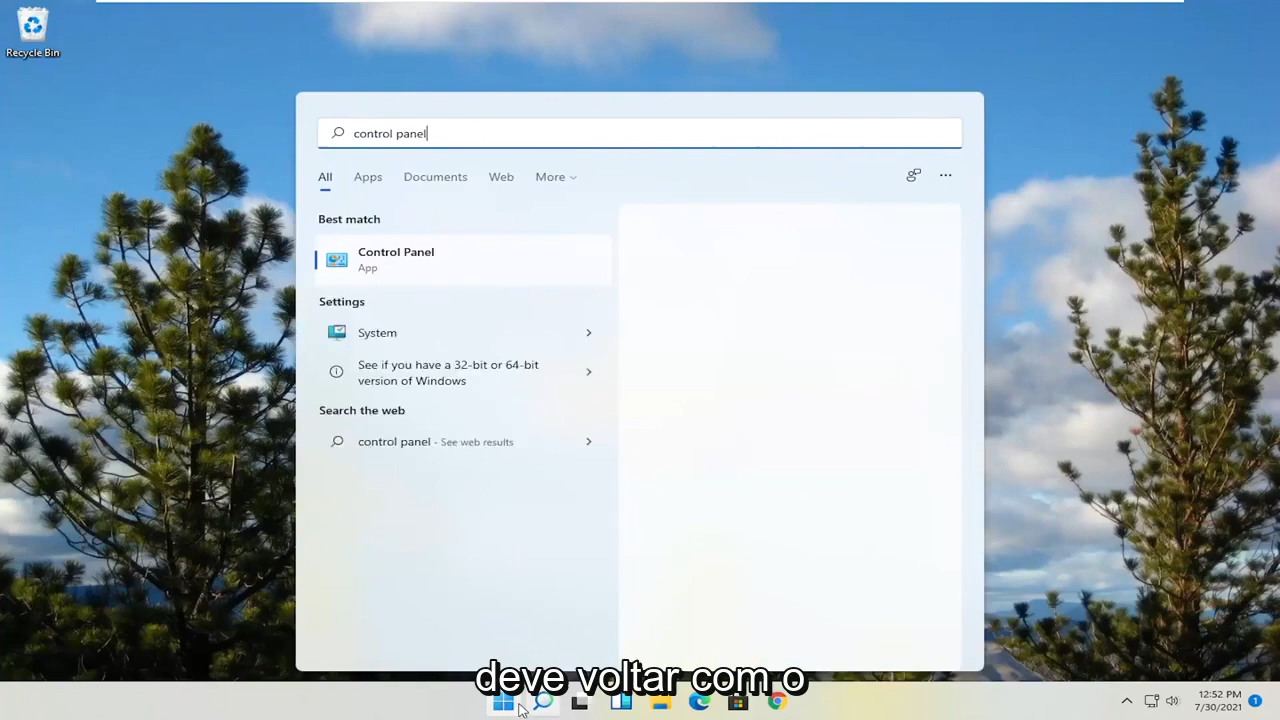 Recycle Bin
control panel
All Apps Documents Web More
Best match
Control Panel
App
Settings
System
See if you have a 32-bit or 64-bit
version of Windows
Search the web
control panel - See web results
deve voltar com o
12:52 PM
7/30/2021
1